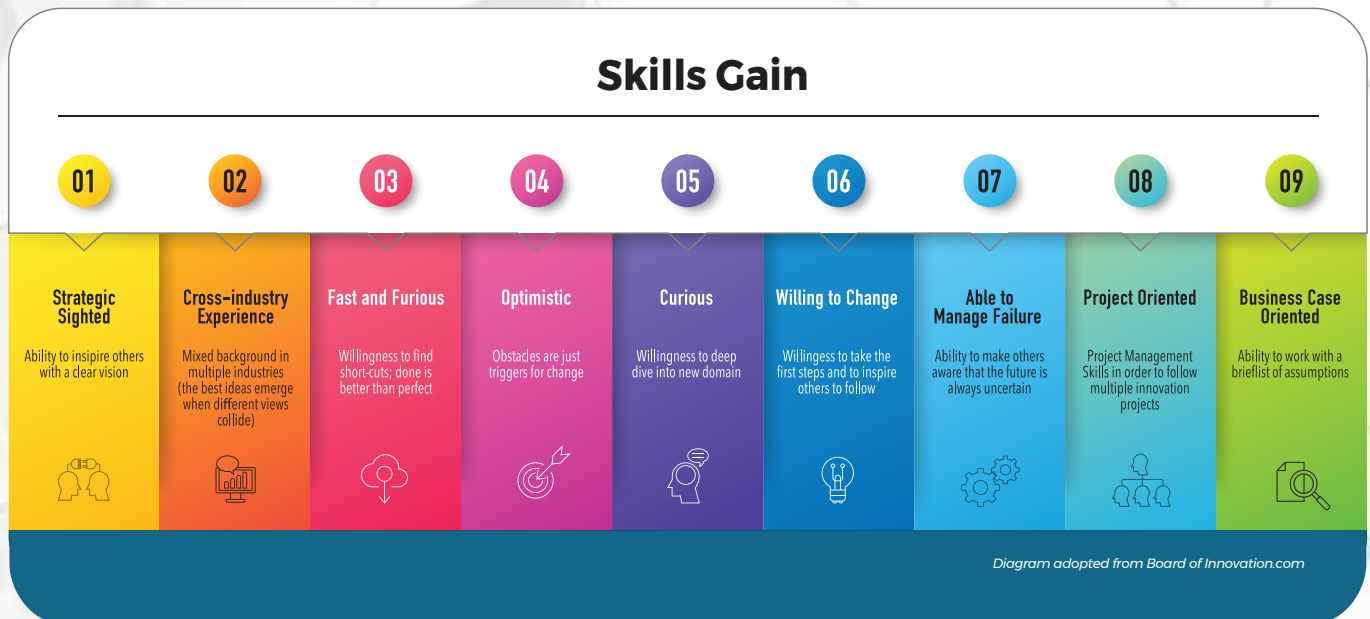 Skills Gain
01
02
03
04
05
06
07
08
09
Strategic
Sighted
Ability to insipire others
with a clear vision
Cross-industry
Experience
Mixed background in
multiple industries
(the best ideas emerge
when different views
collide)
Fast and Furious
Willingness to find
short-cuts; done is
better than perfect
Optimistic
Obstacles are just
triggers for change
Curious
Willingness to deep
dive into new domain
Willing to Change
Willingess to take the
first steps and to inspire
others to follow
Able to
Manage Failure
Ability to make others
aware that the future is
always uncertain
Project Oriented
Project Management
Skills in order to follow
multiple innovation
projects
Business Case
Oriented
Ability to work with a
brieflist of assumptions
Diagram adopted from Board of Innovation.com